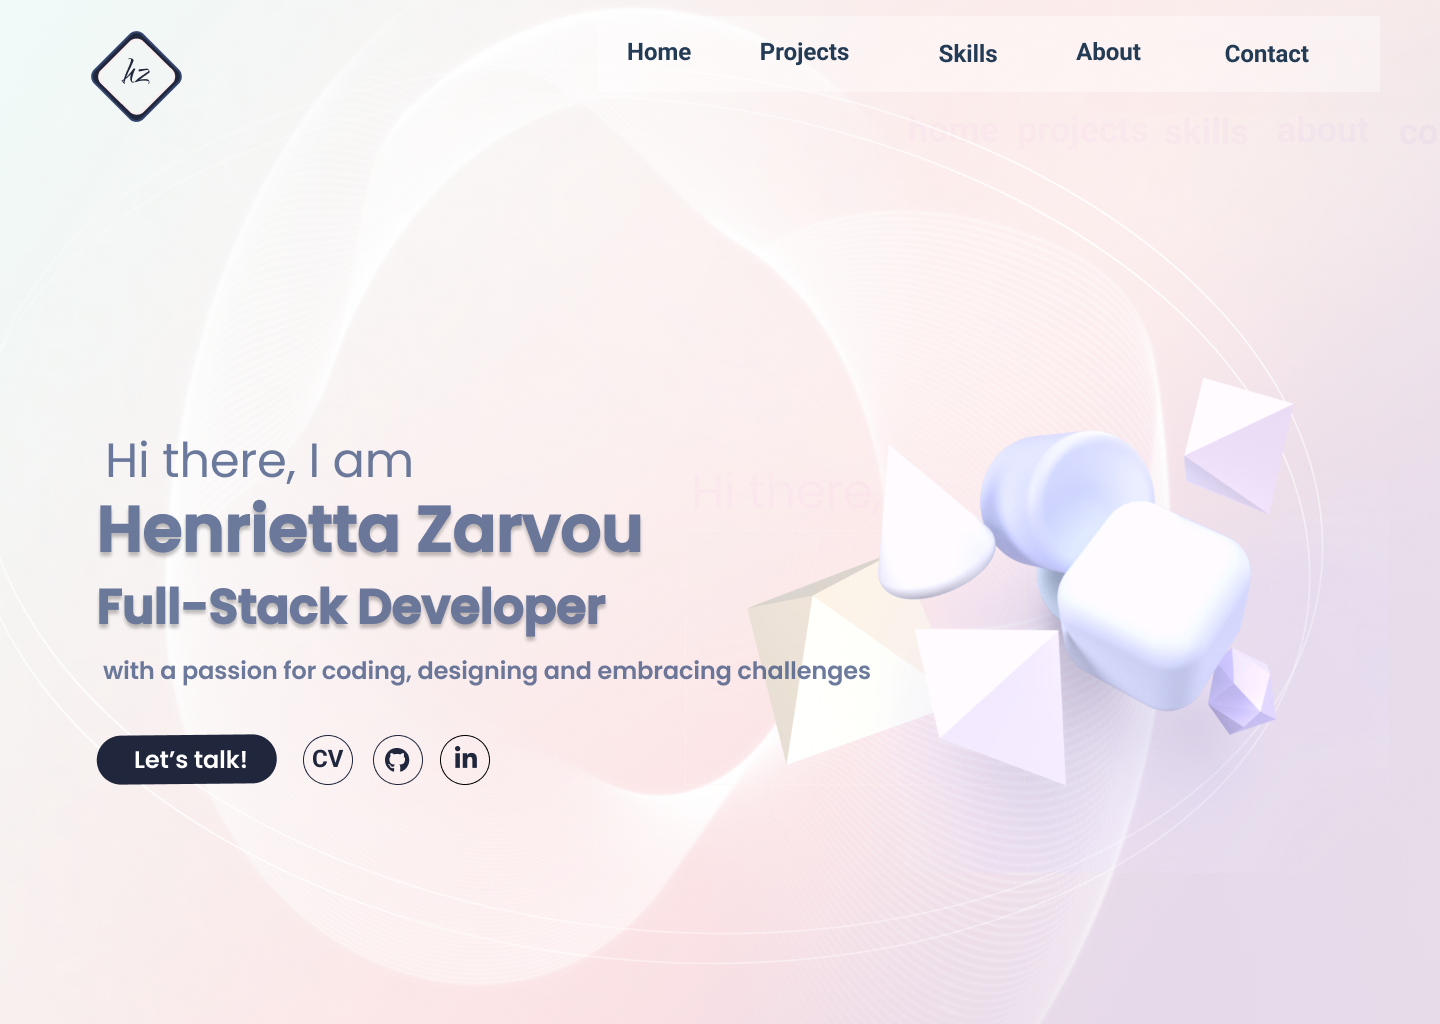 hz
Home Projects Skills About Contact
home projects skills about co
Hi there, I am
Hi there,
Henrietta Zarvou
Full-Stack Developer
with a passion for coding, designing and embracing challenges
Let’s talk!
CV
in